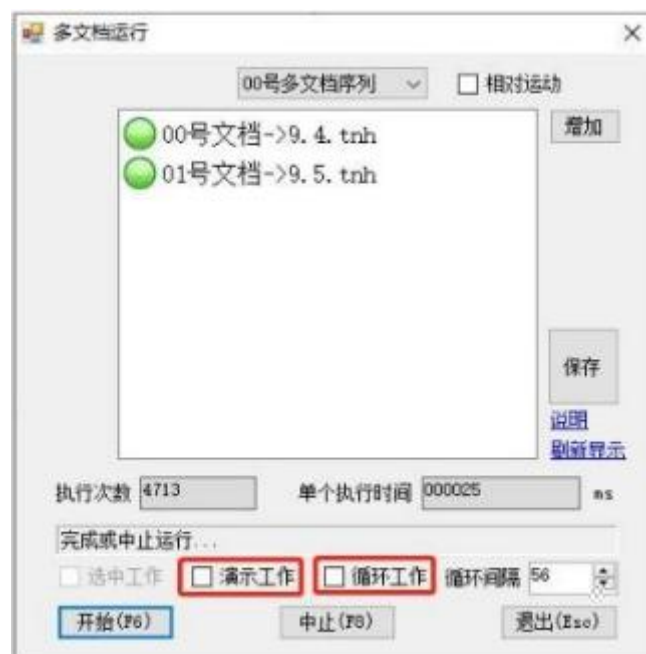 多文档运行
00号多文档序列 相对运动
00号文档->9.4.tnh 增加
01号文档->9.5.tnh
保存
说明
刷新显示
执行次数 4713 单个执行时间 000025 ms
完成或中止运行...
选中工作 演示工作 循环工作 循环间隔 56
开始(F6) 中止(F8) 退出(Esc)